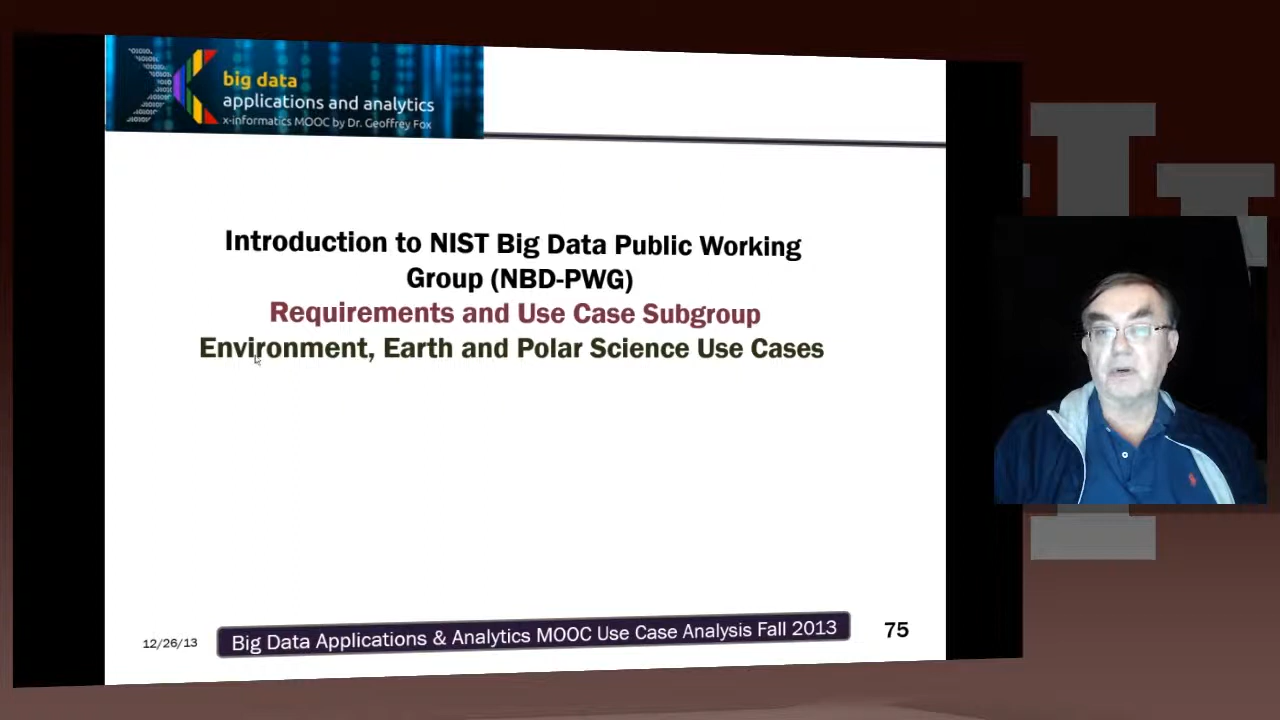 big data
applications and analytics
x-informatics MOOC by Dr. Geoffrey Fox
Introduction to NIST Big Data Public Working
Group (NBD-PWG)
Requirements and Use Case Subgroup
Environment, Earth and Polar Science Use Cases
12/26/13
Big Data Applications & Analytics MOOC Use Case Analysis Fall 2013
75